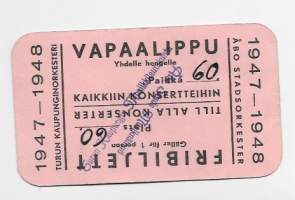 VAPAALIPPU
Yhdelle hengelle
Paikka 60
KAIKKIIN KONSERTTEIHIN
1947–1948
TURUN KAUPUNGINORKESTERI
FRIBILJETT
Gäller för 1 person
Plats 60
TILL ALLA KONSERTER
1947–1948
ÅBO STADSORKESTER